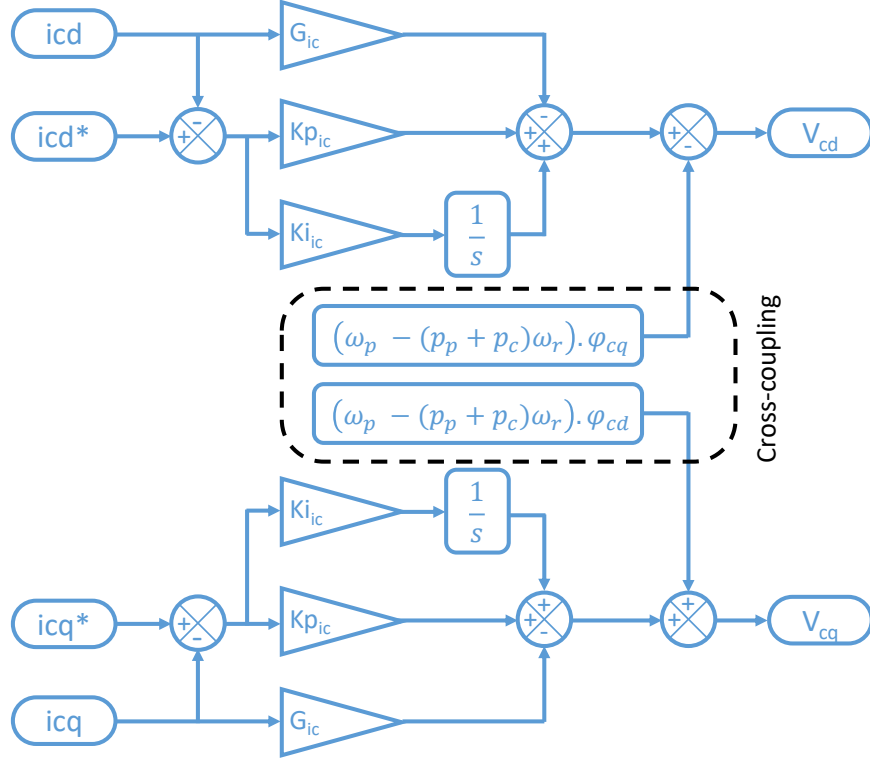 icd
G_ic
icd*
- +
Kp_ic
- + +
+ -
V_cd
Ki_ic
1/s
(ω_p − (p_p + p_c)ω_r).φ_cq
(ω_p − (p_p + p_c)ω_r).φ_cd
Cross-coupling
Ki_ic
1/s
icq*
+ -
Kp_ic
+ + -
+ +
V_cq
icq
G_ic